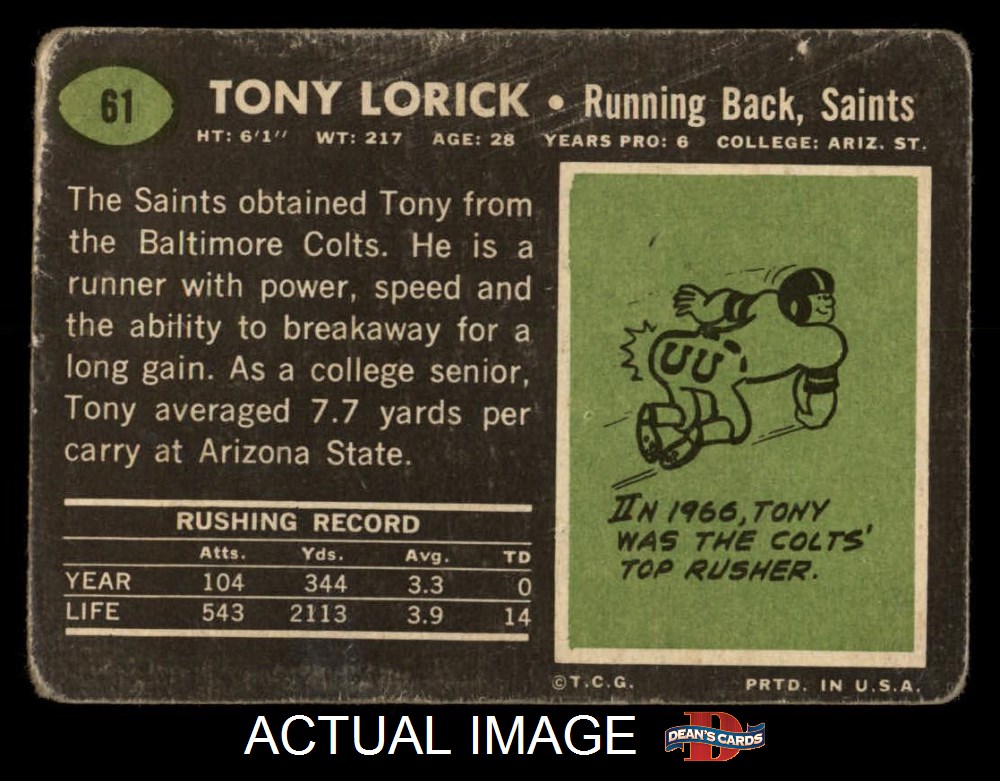 61
TONY LORICK • Running Back, Saints
HT: 6'1" WT: 217 AGE: 28 YEARS PRO: 6 COLLEGE: ARIZ. ST.
The Saints obtained Tony from
the Baltimore Colts. He is a
runner with power, speed and
the ability to breakaway for a
long gain. As a college senior,
Tony averaged 7.7 yards per
carry at Arizona State.
RUSHING RECORD
Atts. Yds. Avg. TD
YEAR 104 344 3.3 0
LIFE 543 2113 3.9 14
IN 1966, TONY
WAS THE COLTS'
TOP RUSHER.
©T.C.G. PRTD. IN U.S.A.
ACTUAL IMAGE
DEAN'S CARDS